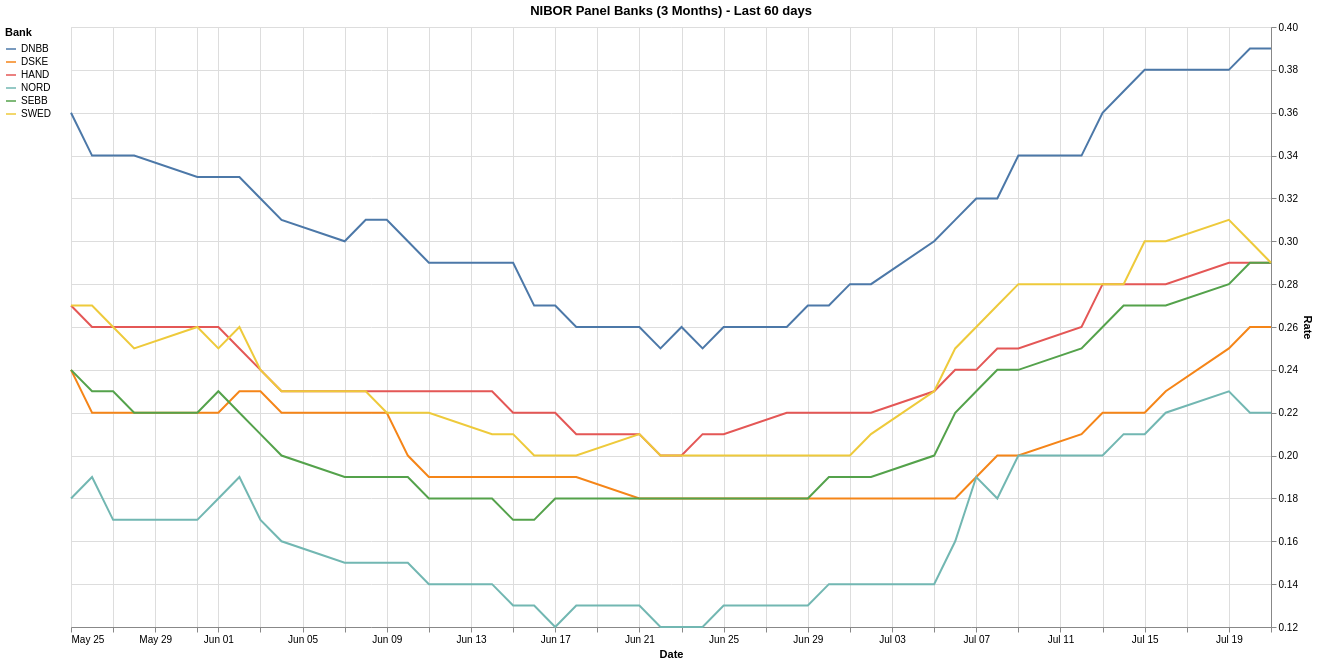 NIBOR Panel Banks (3 Months) - Last 60 days
Bank
DNBB
DSKE
HAND
NORD
SEBB
SWED
0.40
0.38
0.36
0.34
0.32
0.30
0.28
0.26
0.24
0.22
0.20
0.18
0.16
0.14
0.12
Rate
May 25 May 29 Jun 01 Jun 05 Jun 09 Jun 13 Jun 17 Jun 21 Jun 25 Jun 29 Jul 03 Jul 07 Jul 11 Jul 15 Jul 19
Date